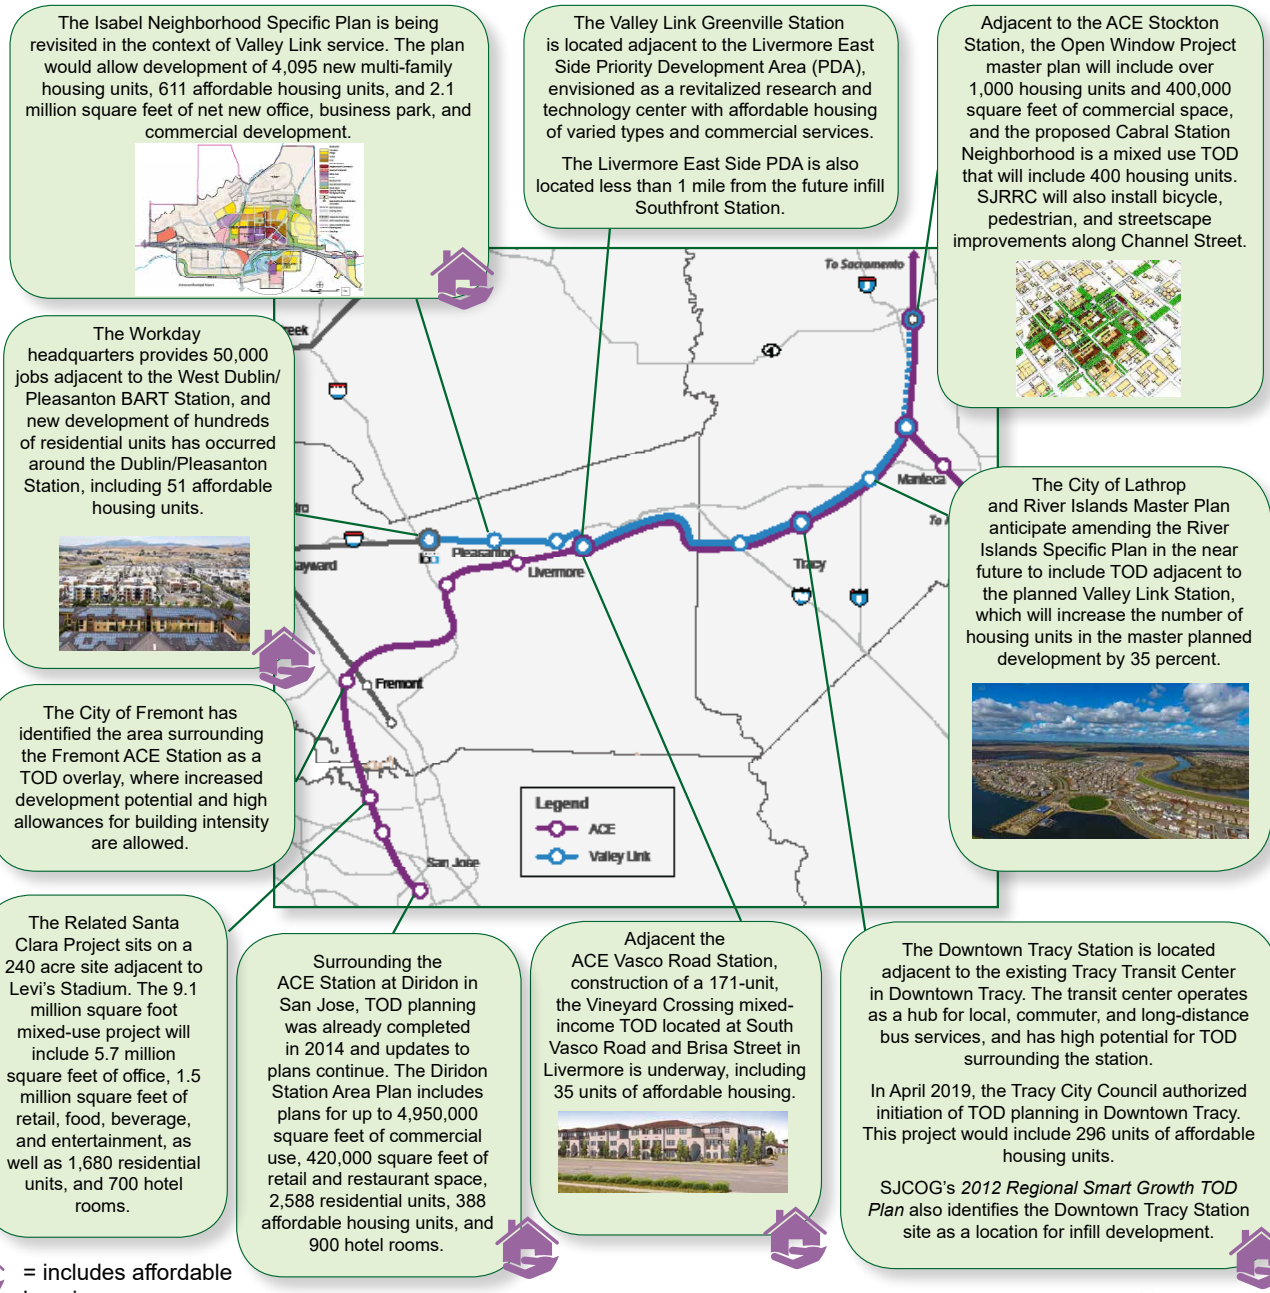 The Isabel Neighborhood Specific Plan is being
revisited in the context of Valley Link service. The plan
would allow development of 4,095 new multi-family
housing units, 611 affordable housing units, and 2.1
million square feet of net new office, business park, and
commercial development.
The Valley Link Greenville Station
is located adjacent to the Livermore East
Side Priority Development Area (PDA),
envisioned as a revitalized research and
technology center with affordable housing
of varied types and commercial services.
The Livermore East Side PDA is also
located less than 1 mile from the future infill
Southfront Station.
Adjacent to the ACE Stockton
Station, the Open Window Project
master plan will include over
1,000 housing units and 400,000
square feet of commercial space,
and the proposed Cabral Station
Neighborhood is a mixed use TOD
that will include 400 housing units.
SJRRC will also install bicycle,
pedestrian, and streetscape
improvements along Channel Street.
The Workday
headquarters provides 50,000
jobs adjacent to the West Dublin/
Pleasanton BART Station, and
new development of hundreds
of residential units has occurred
around the Dublin/Pleasanton
Station, including 51 affordable
housing units.
To Sacramento
eek
4
Manteca
To
Pleasanton
ayward
Livermore
Tracy
Fremont
San Jose
Legend
ACE
Valley Link
The City of Lathrop
and River Islands Master Plan
anticipate amending the River
Islands Specific Plan in the near
future to include TOD adjacent to
the planned Valley Link Station,
which will increase the number of
housing units in the master planned
development by 35 percent.
The City of Fremont has
identified the area surrounding
the Fremont ACE Station as a
TOD overlay, where increased
development potential and high
allowances for building intensity
are allowed.
The Related Santa
Clara Project sits on a
240 acre site adjacent to
Levi's Stadium. The 9.1
million square foot
mixed-use project will
include 5.7 million
square feet of office, 1.5
million square feet of
retail, food, beverage,
and entertainment, as
well as 1,680 residential
units, and 700 hotel
rooms.
Surrounding the
ACE Station at Diridon in
San Jose, TOD planning
was already completed
in 2014 and updates to
plans continue. The Diridon
Station Area Plan includes
plans for up to 4,950,000
square feet of commercial
use, 420,000 square feet of
retail and restaurant space,
2,588 residential units, 388
affordable housing units, and
900 hotel rooms.
Adjacent the
ACE Vasco Road Station,
construction of a 171-unit,
the Vineyard Crossing mixed-
income TOD located at South
Vasco Road and Brisa Street in
Livermore is underway, including
35 units of affordable housing.
The Downtown Tracy Station is located
adjacent to the existing Tracy Transit Center
in Downtown Tracy. The transit center operates
as a hub for local, commuter, and long-distance
bus services, and has high potential for TOD
surrounding the station.
In April 2019, the Tracy City Council authorized
initiation of TOD planning in Downtown Tracy.
This project would include 296 units of affordable
housing units.
SJCOG's 2012 Regional Smart Growth TOD
Plan also identifies the Downtown Tracy Station
site as a location for infill development.
= includes affordable